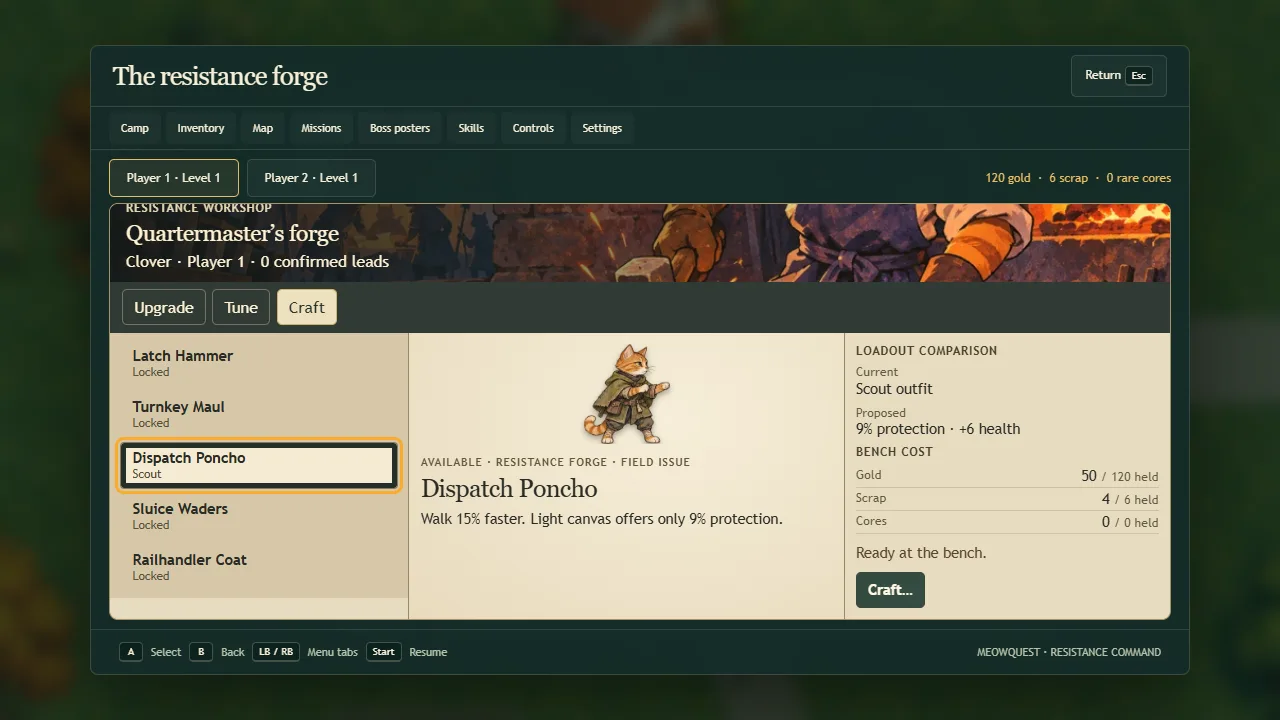 The resistance forge
Return Esc
Camp Inventory Map Missions Boss posters Skills Controls Settings
Player 1 · Level 1 Player 2 · Level 1 120 gold · 6 scrap · 0 rare cores
RESISTANCE WORKSHOP
Quartermaster's forge
Clover · Player 1 · 0 confirmed leads
Upgrade Tune Craft
Latch Hammer
Locked
Turnkey Maul
Locked
Dispatch Poncho
Scout
Sluice Waders
Locked
Railhandler Coat
Locked
AVAILABLE · RESISTANCE FORGE · FIELD ISSUE
Dispatch Poncho
Walk 15% faster. Light canvas offers only 9% protection.
LOADOUT COMPARISON
Current
Scout outfit
Proposed
9% protection · +6 health
BENCH COST
Gold 50 / 120 held
Scrap 4 / 6 held
Cores 0 / 0 held
Ready at the bench.
Craft...
A Select B Back LB / RB Menu tabs Start Resume
MEOWQUEST · RESISTANCE COMMAND